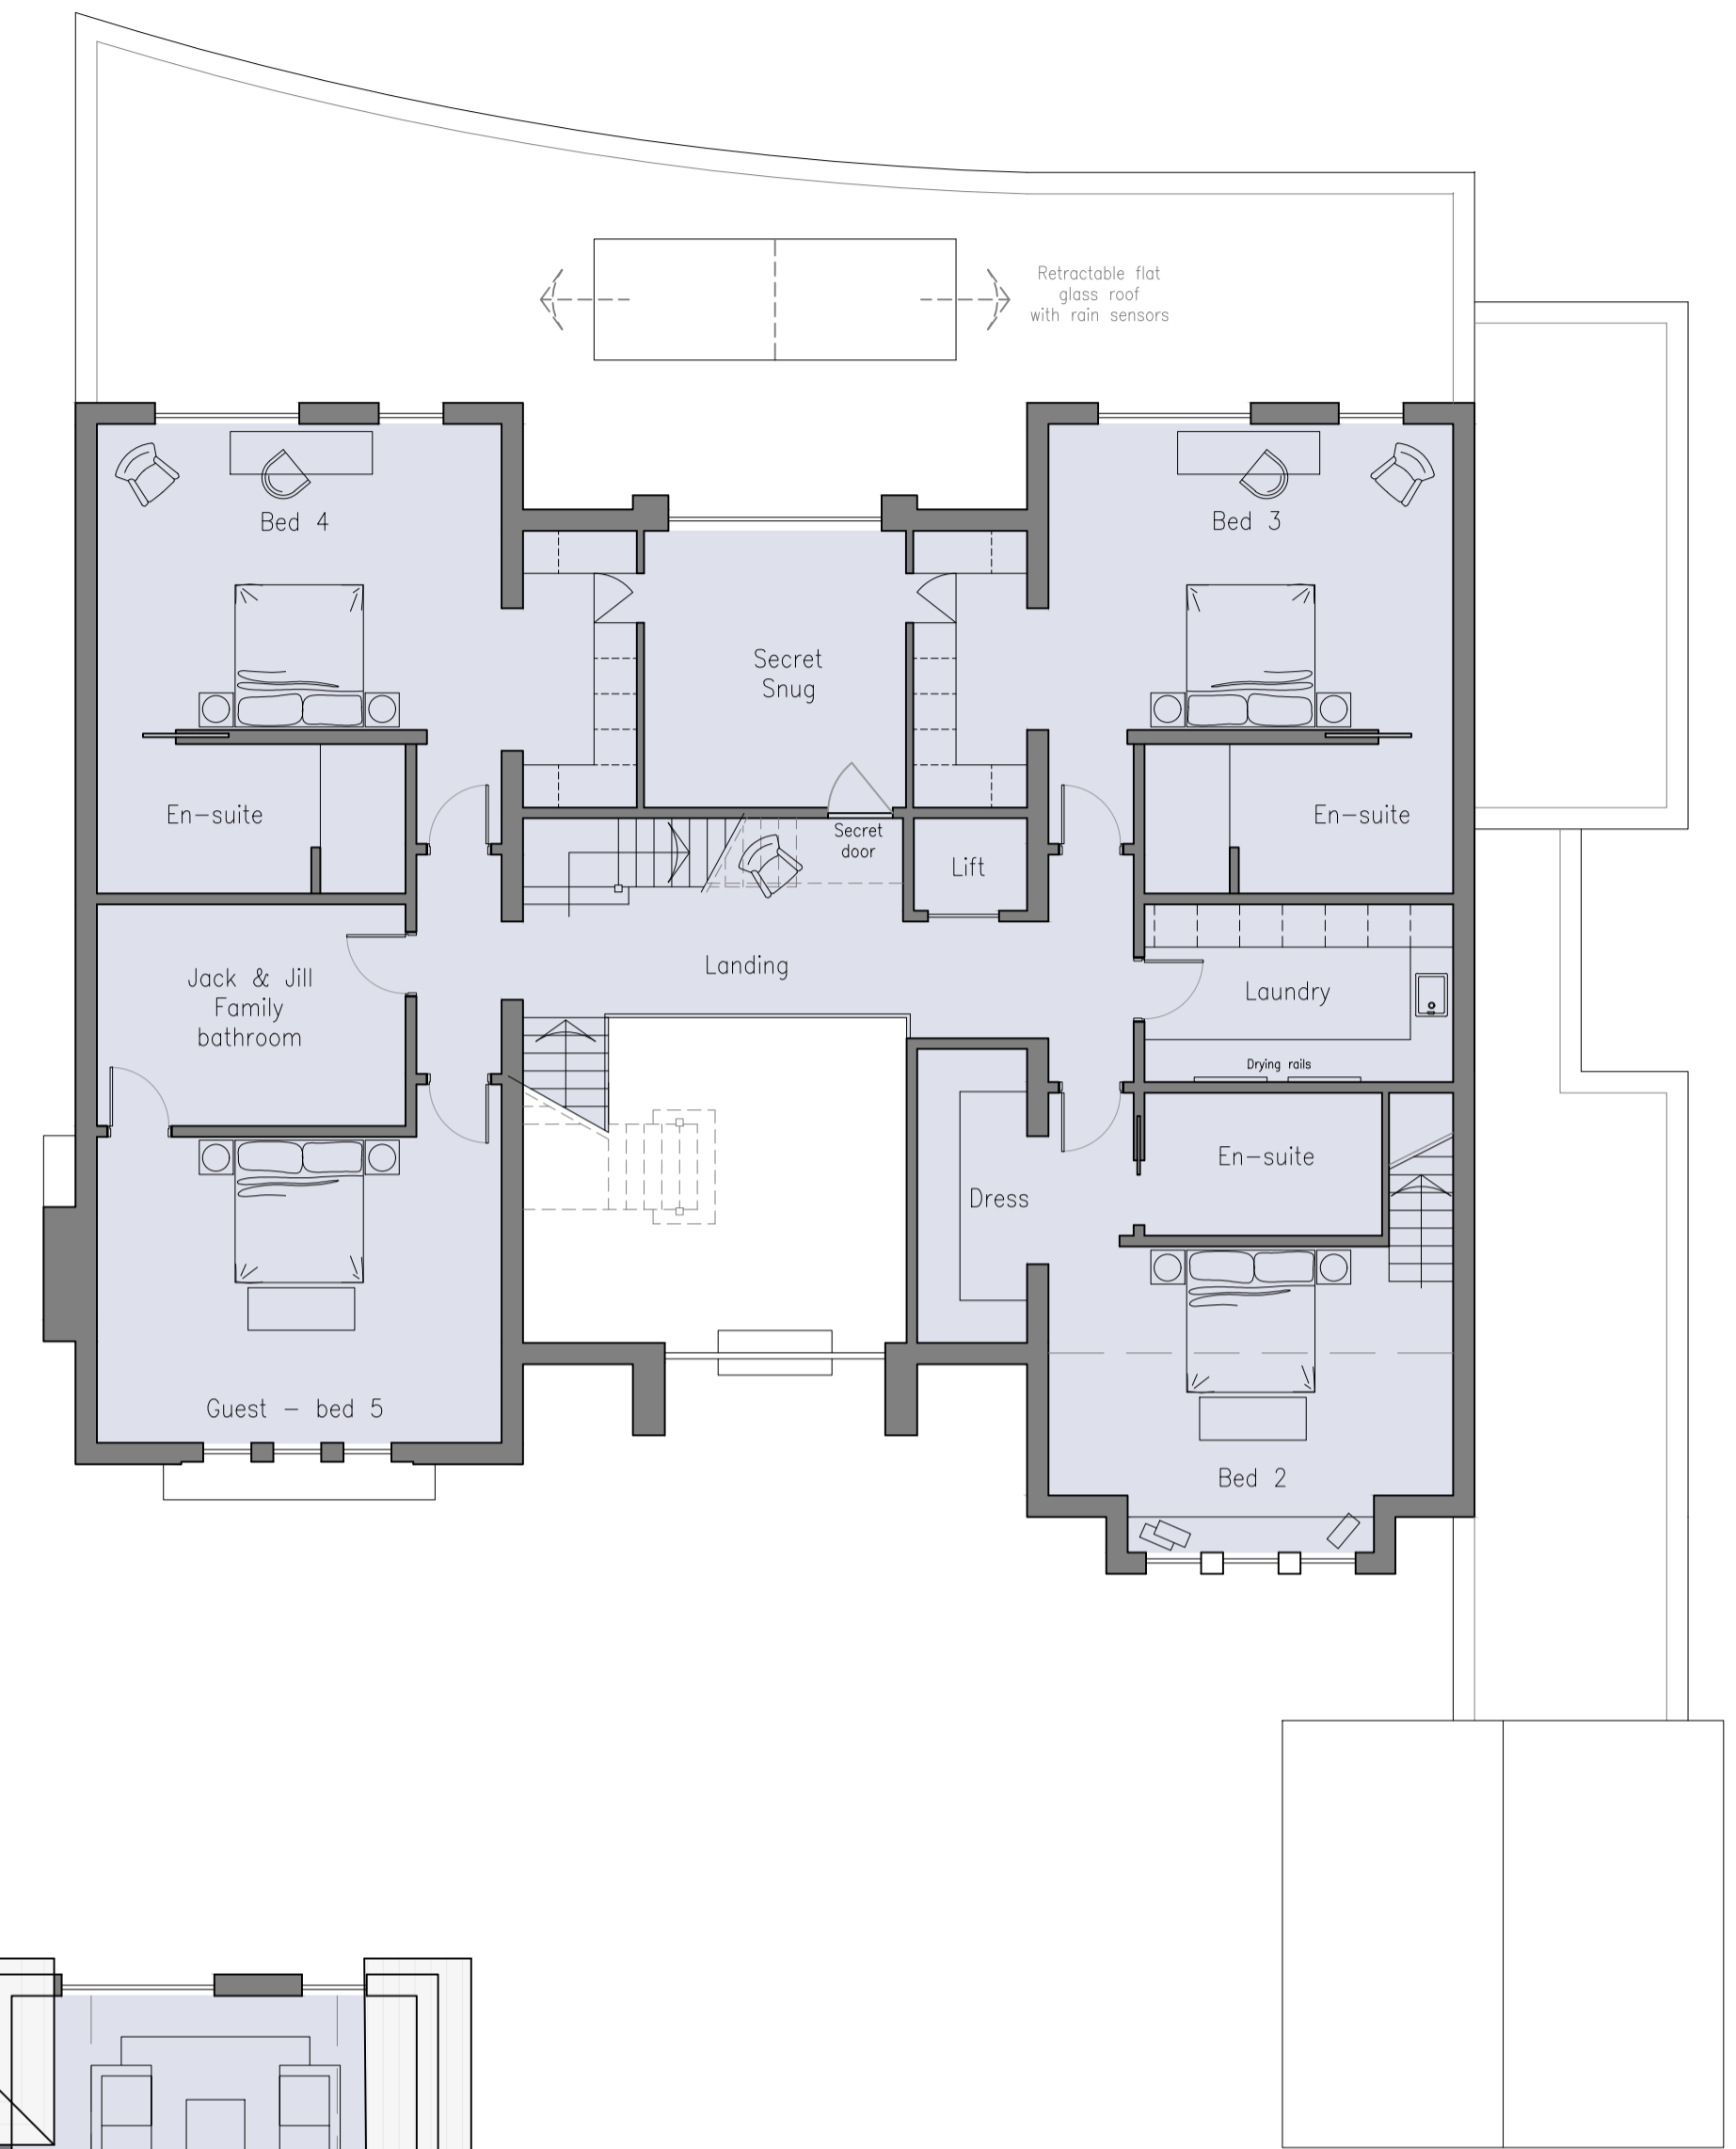 Retractable flat
glass roof
with rain sensors
Bed 4
Bed 3
Secret
Snug
En-suite
En-suite
Secret
door
Lift
Landing
Jack & Jill
Family
bathroom
Laundry
Drying rails
En-suite
Dress
Guest - bed 5
Bed 2